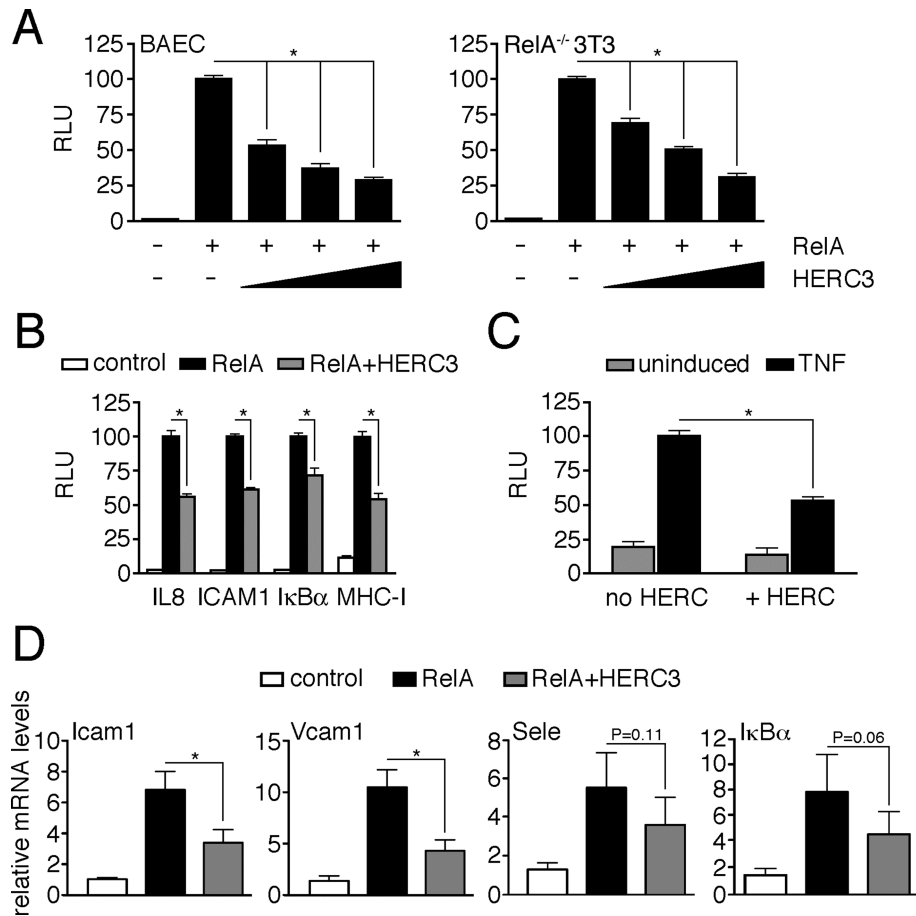 A
BAEC
RelA-/- 3T3
RLU
125
100
75
50
25
0
*
125
100
75
50
25
0
*
– + + + +
– + + + + RelA
– –
– – HERC3
B
control RelA RelA+HERC3
RLU
125
100
75
50
25
0
* * * *
IL8 ICAM1 IκBα MHC-I
C
uninduced TNF
RLU
125
100
75
50
25
0
*
no HERC + HERC
D
control RelA RelA+HERC3
relative mRNA levels
Icam1
8
6
4
2
0
*
Vcam1
15
10
5
0
*
Sele
8
6
4
2
0
P=0.11
IκBα
12
10
8
6
4
2
0
P=0.06